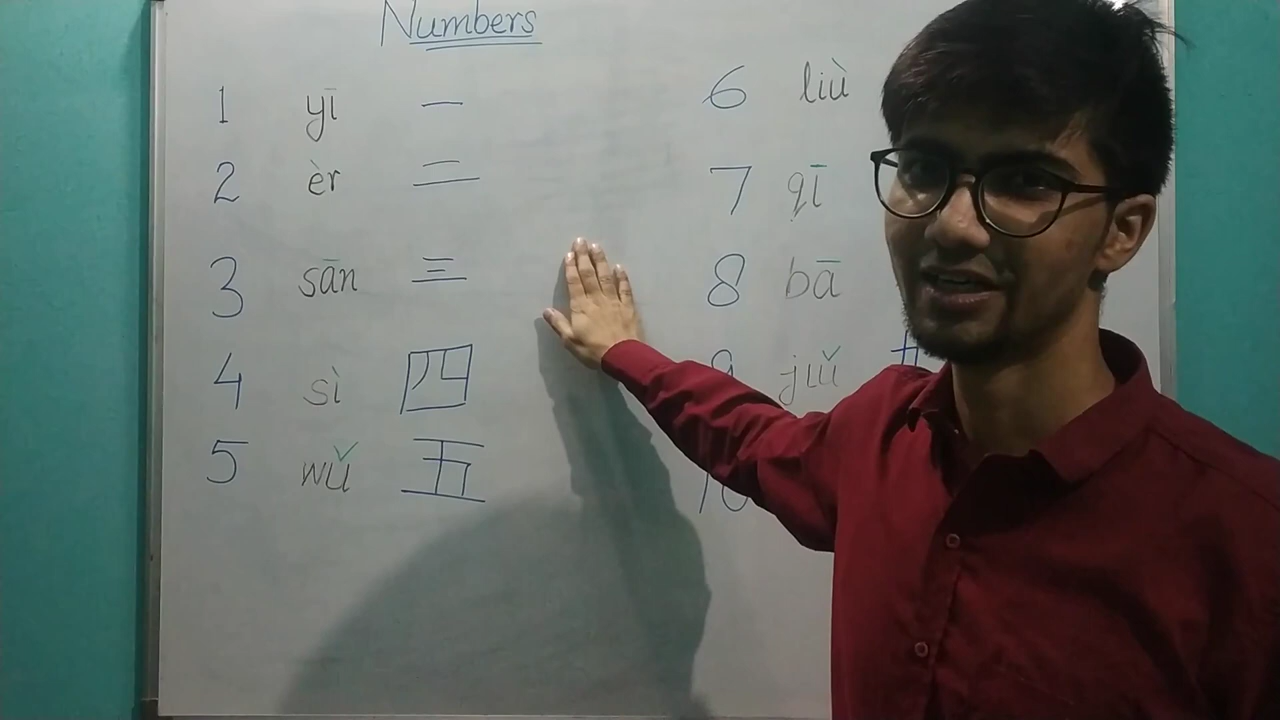 Numbers
1 yī 一
2 èr 二
3 sān 三
4 sì 四
5 wǔ 五
6 liù
7 qī
8 bā
9 jiǔ
10